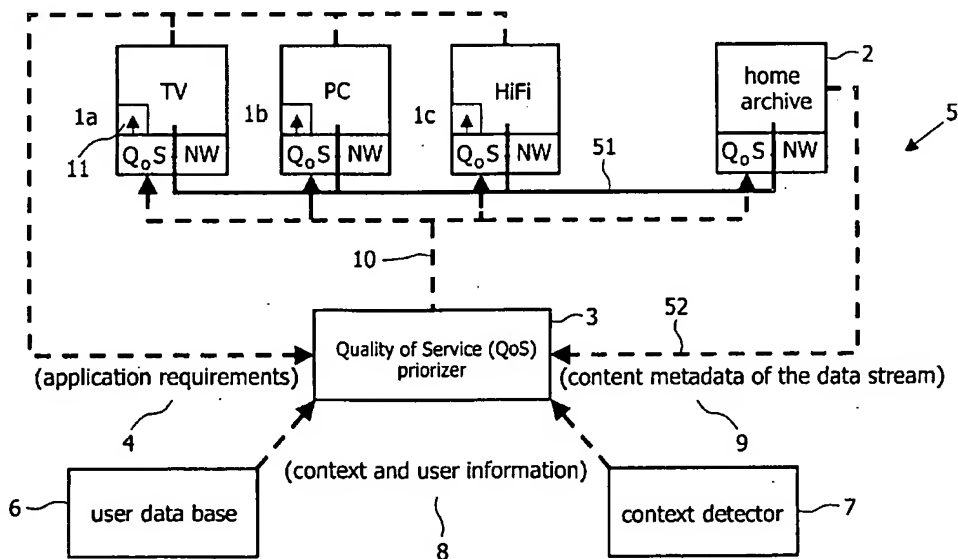 TV
PC
HiFi
home
archive
2
5
1a
1b
1c
11
QoS NW
QoS NW
QoS NW
QoS NW
51
10
3
52
Quality of Service (QoS)
priorizer
(application requirements)
(content metadata of the data stream)
4
9
(context and user information)
6
user data base
8
context detector
7